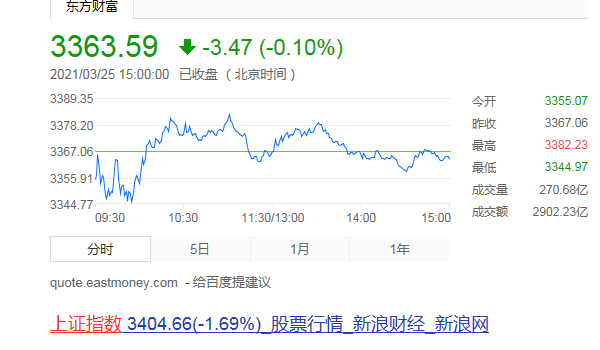 东方财富
3363.59 -3.47 (-0.10%)
2021/03/25 15:00:00 已收盘 (北京时间)
3389.35
3378.20
3367.06
3355.91
3344.77
09:30 10:30 11:30/13:00 14:00 15:00
今开 3355.07
昨收 3367.06
最高 3382.23
最低 3344.97
成交量 270.68亿
成交额 2902.23亿
分时 5日 1月 1年
quote.eastmoney.com - 给百度提建议
上证指数 3404.66(-1.69%)_股票行情_新浪财经_新浪网